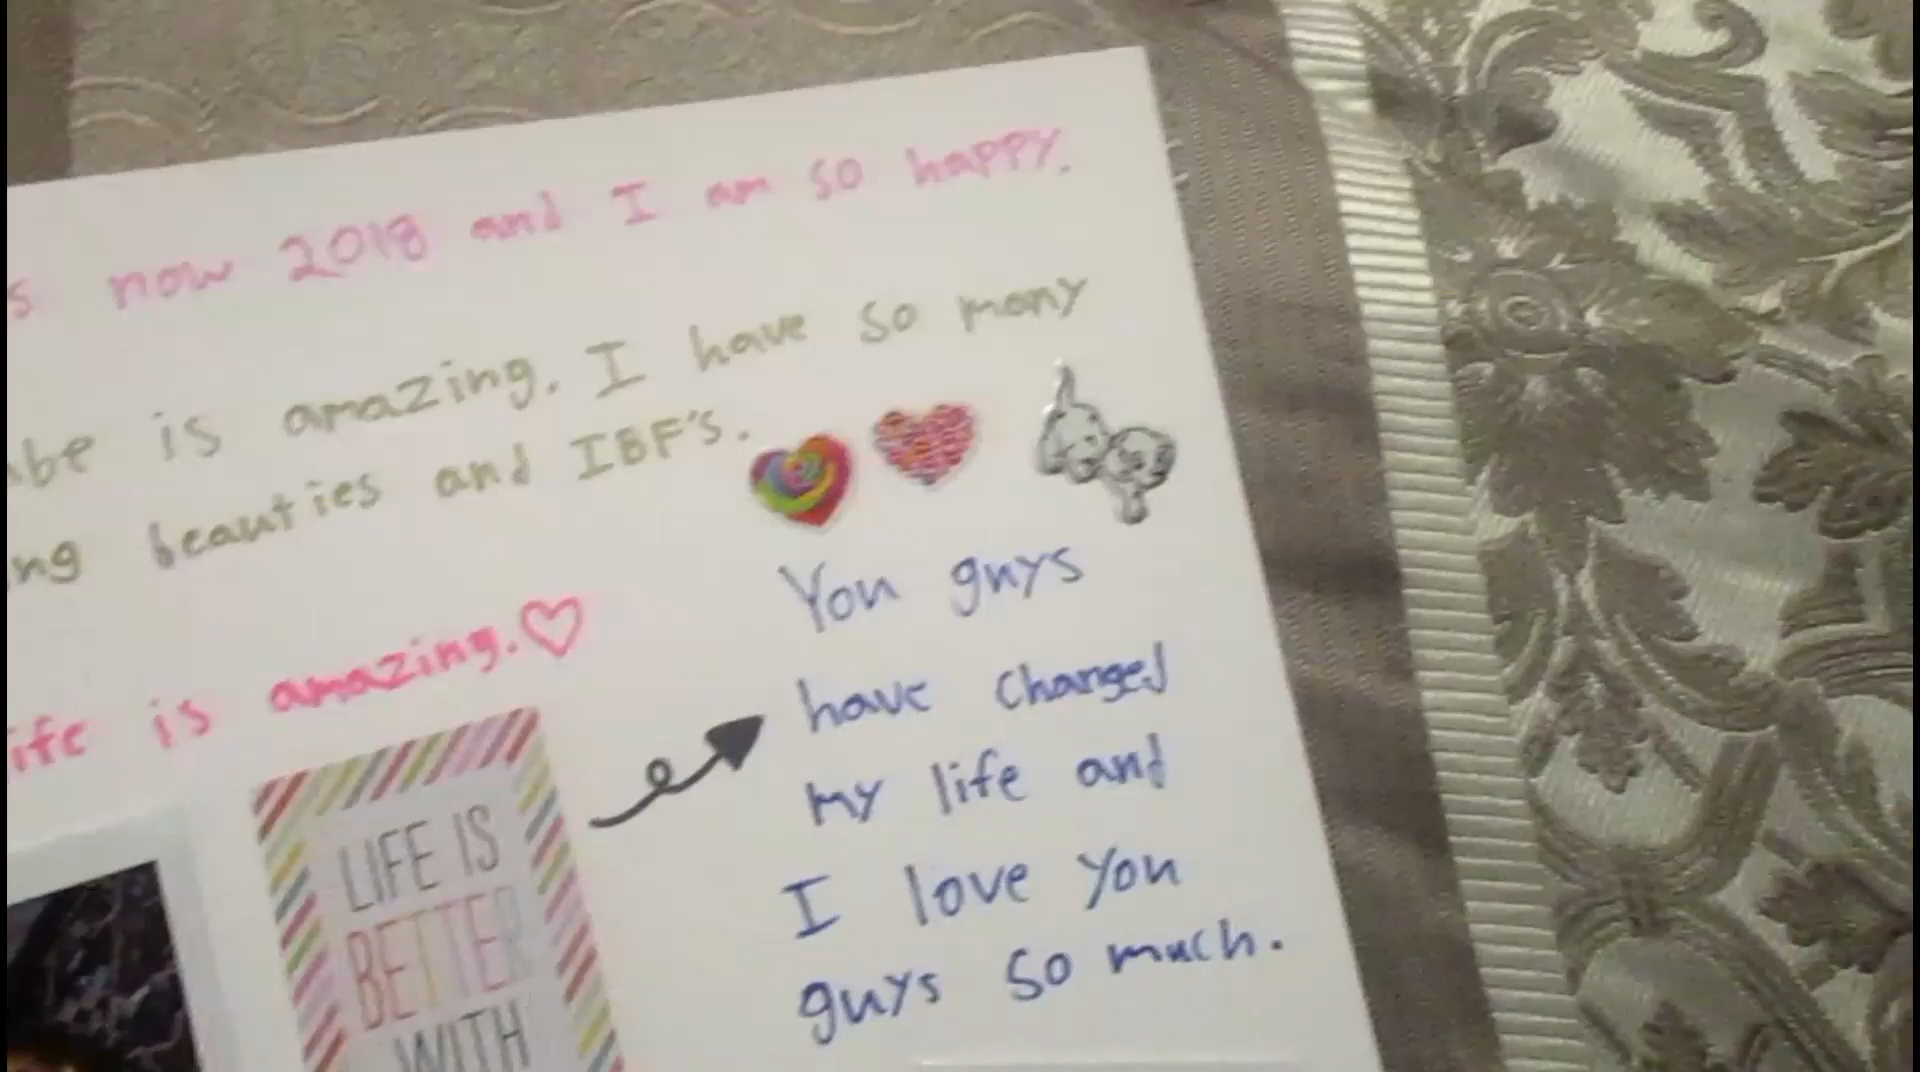 s now 2018 and I am so happy.
be is amazing. I have so many
ng beauties and IBF's.
ife is amazing.
You guys
have changed
my life and
I love you
guys so much.
LIFE IS
BETTER
WITH